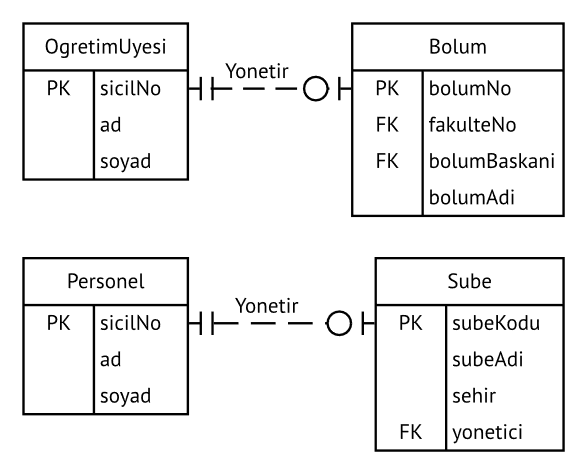 OgretimUyesi
PK sicilNo
ad
soyad
Yonetir
Bolum
PK bolumNo
FK fakulteNo
FK bolumBaskani
bolumAdi
Personel
PK sicilNo
ad
soyad
Yonetir
Sube
PK subeKodu
subeAdi
sehir
FK yonetici